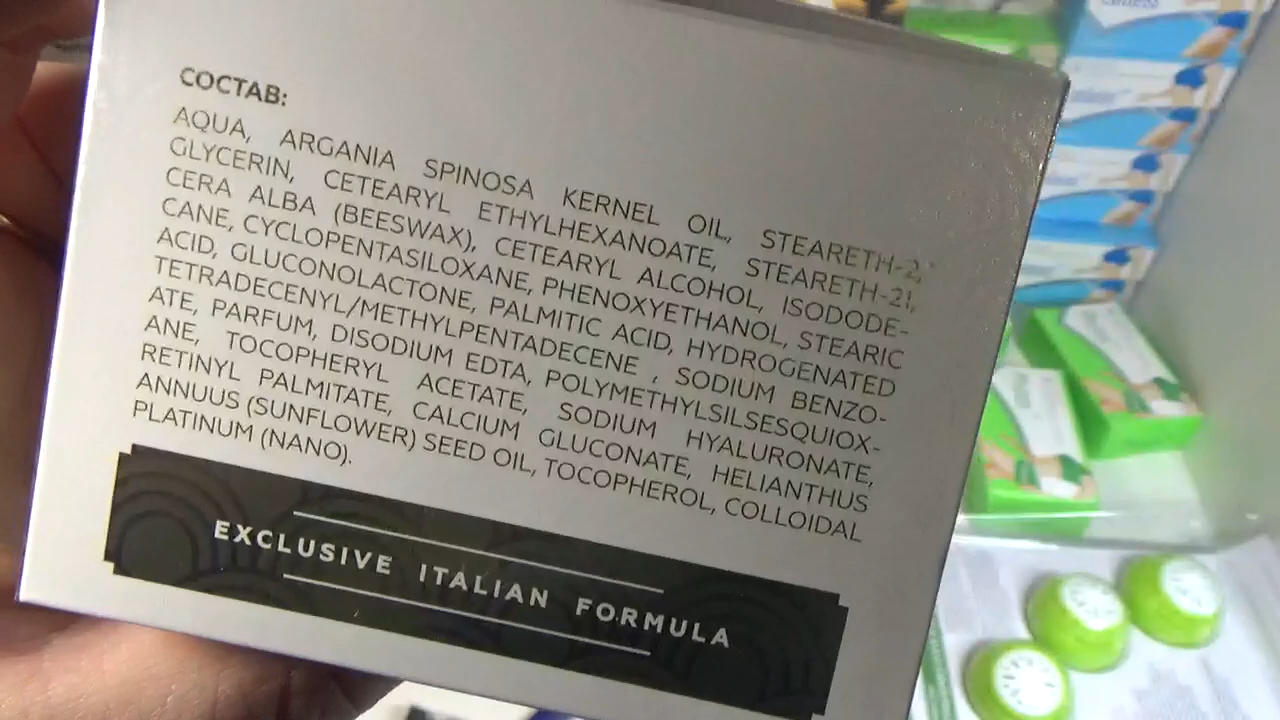 СОСТАВ:
AQUA, ARGANIA SPINOSA KERNEL OIL, STEARETH-2,
GLYCERIN, CETEARYL ETHYLHEXANOATE, STEARETH-21,
CERA ALBA (BEESWAX), CETEARYL ALCOHOL, ISODODE-
CANE, CYCLOPENTASILOXANE, PHENOXYETHANOL, STEARIC
ACID, GLUCONOLACTONE, PALMITIC ACID, HYDROGENATED
TETRADECENYL/METHYLPENTADECENE , SODIUM BENZO-
ATE, PARFUM, DISODIUM EDTA, POLYMETHYLSILSESQUIOX-
ANE, TOCOPHERYL ACETATE, SODIUM HYALURONATE,
RETINYL PALMITATE, CALCIUM GLUCONATE, HELIANTHUS
ANNUUS (SUNFLOWER) SEED OIL, TOCOPHEROL, COLLOIDAL
PLATINUM (NANO).
EXCLUSIVE ITALIAN FORMULA